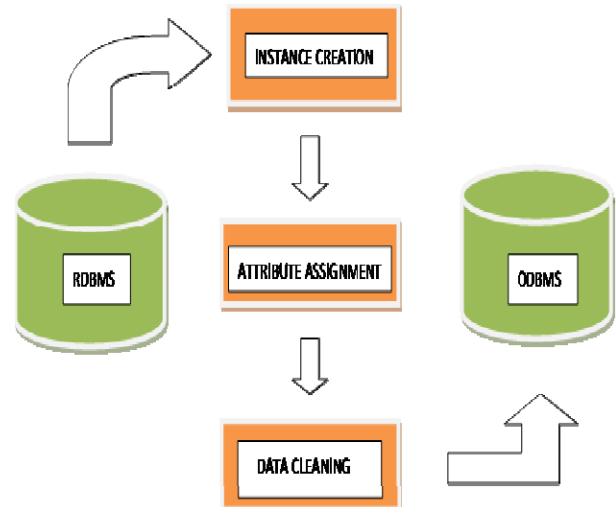 INSTANCE CREATION
RDBMS
ATTRIBUTE ASSIGNMENT
ODBMS
DATA CLEANING